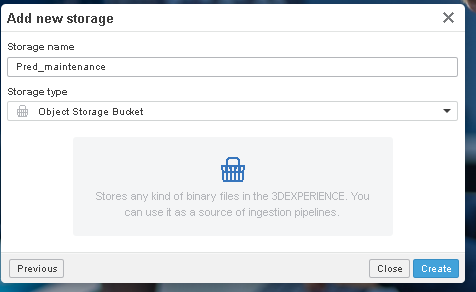 Add new storage
Storage name
Pred_maintenance
Storage type
Object Storage Bucket
Stores any kind of binary files in the 3DEXPERIENCE. You
can use it as a source of ingestion pipelines.
Previous
Close
Create